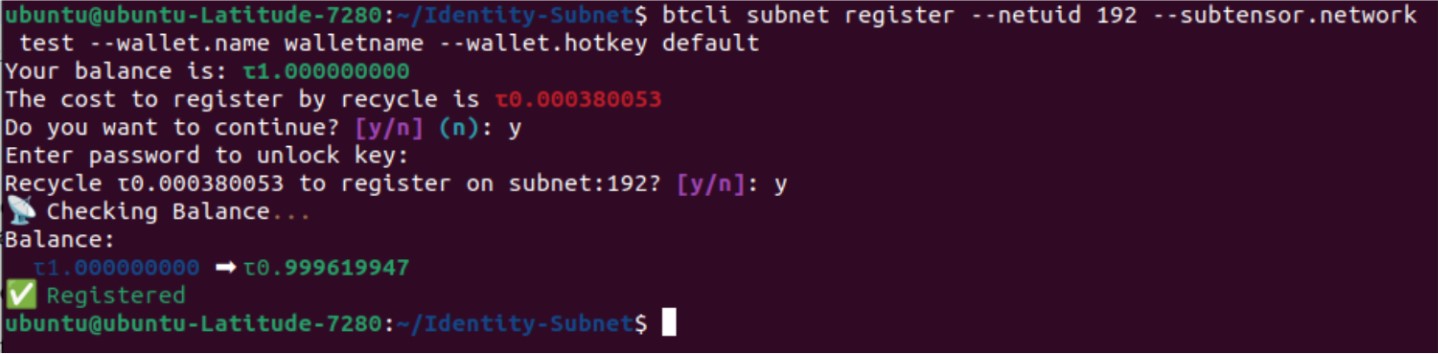 ubuntu@ubuntu-Latitude-7280:~/Identity-Subnet$ btcli subnet register --netuid 192 --subtensor.network
test --wallet.name walletname --wallet.hotkey default
Your balance is: τ1.000000000
The cost to register by recycle is τ0.000380053
Do you want to continue? [y/n] (n): y
Enter password to unlock key:
Recycle τ0.000380053 to register on subnet:192? [y/n]: y
📡 Checking Balance...
Balance:
τ1.000000000 ➡ τ0.999619947
✅ Registered
ubuntu@ubuntu-Latitude-7280:~/Identity-Subnet$